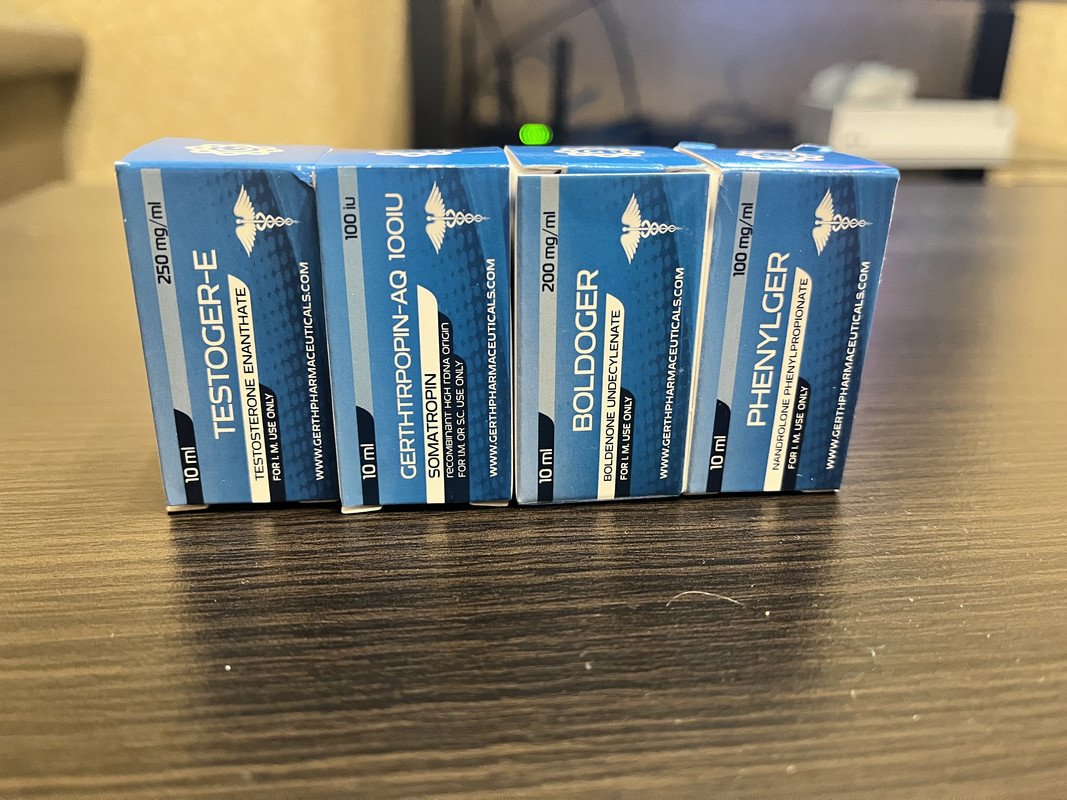 250 mg/ml
TESTOGER-E
TESTOSTERONE ENANTHATE
10 ml
FOR I. M. USE ONLY
WWW.GERTHPHARMACEUTICALS.COM
100 iu
GERTHTRPOPIN-AQ 100IU
SOMATROPIN
recombinant HGH rDNA origin
10 ml
FOR I.M. OR S.C. USE ONLY
WWW.GERTHPHARMACEUTICALS.COM
200 mg/ml
BOLDOGER
BOLDENONE UNDECYLENATE
10 ml
FOR I. M. USE ONLY
WWW.GERTHPHARMACEUTICALS.COM
100 mg/ml
PHENYLGER
NANDROLONE PHENYLPROPIONATE
10 ml
FOR I. M. USE ONLY
WWW.GERTHPHARMACEUTICALS.COM